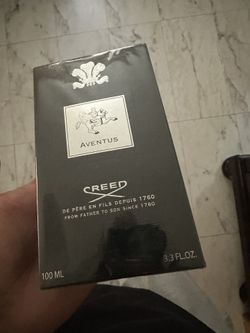 AVENTUS
CREED
DE PÈRE EN FILS DEPUIS 1760
FROM FATHER TO SON SINCE 1760
100 ML
3.3 FL.OZ.